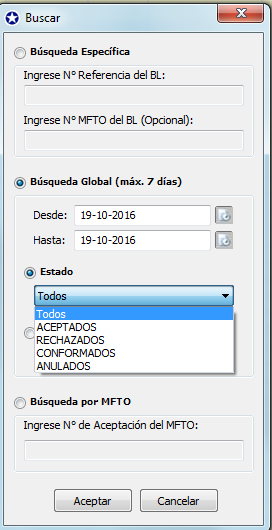 Buscar
Búsqueda Específica
Ingrese N° Referencia del BL:
Ingrese N° MFTO del BL (Opcional):
Búsqueda Global (máx. 7 días)
Desde: 19-10-2016
Hasta: 19-10-2016
Estado
Todos
Todos
ACEPTADOS
RECHAZADOS
CONFORMADOS
ANULADOS
Búsqueda por MFTO
Ingrese N° de Aceptación del MFTO:
Aceptar Cancelar